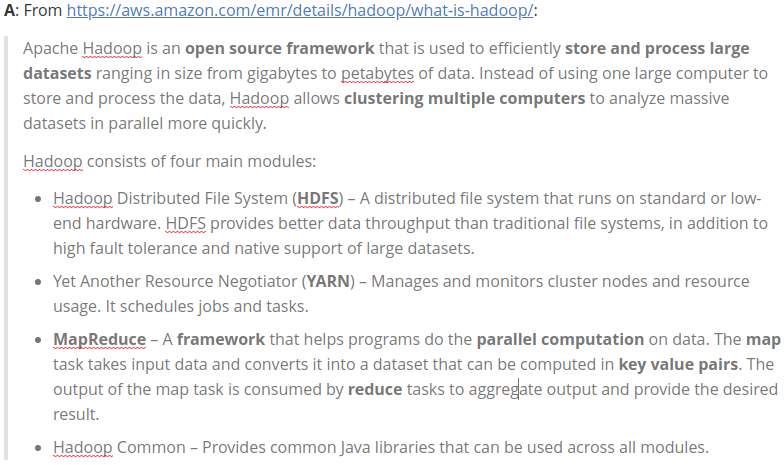 A: From https://aws.amazon.com/emr/details/hadoop/what-is-hadoop/:
Apache Hadoop is an open source framework that is used to efficiently store and process large
datasets ranging in size from gigabytes to petabytes of data. Instead of using one large computer to
store and process the data, Hadoop allows clustering multiple computers to analyze massive
datasets in parallel more quickly.
Hadoop consists of four main modules:
• Hadoop Distributed File System (HDFS) – A distributed file system that runs on standard or low-
end hardware. HDFS provides better data throughput than traditional file systems, in addition to
high fault tolerance and native support of large datasets.
• Yet Another Resource Negotiator (YARN) – Manages and monitors cluster nodes and resource
usage. It schedules jobs and tasks.
• MapReduce – A framework that helps programs do the parallel computation on data. The map
task takes input data and converts it into a dataset that can be computed in key value pairs. The
output of the map task is consumed by reduce tasks to aggregate output and provide the desired
result.
• Hadoop Common – Provides common Java libraries that can be used across all modules.